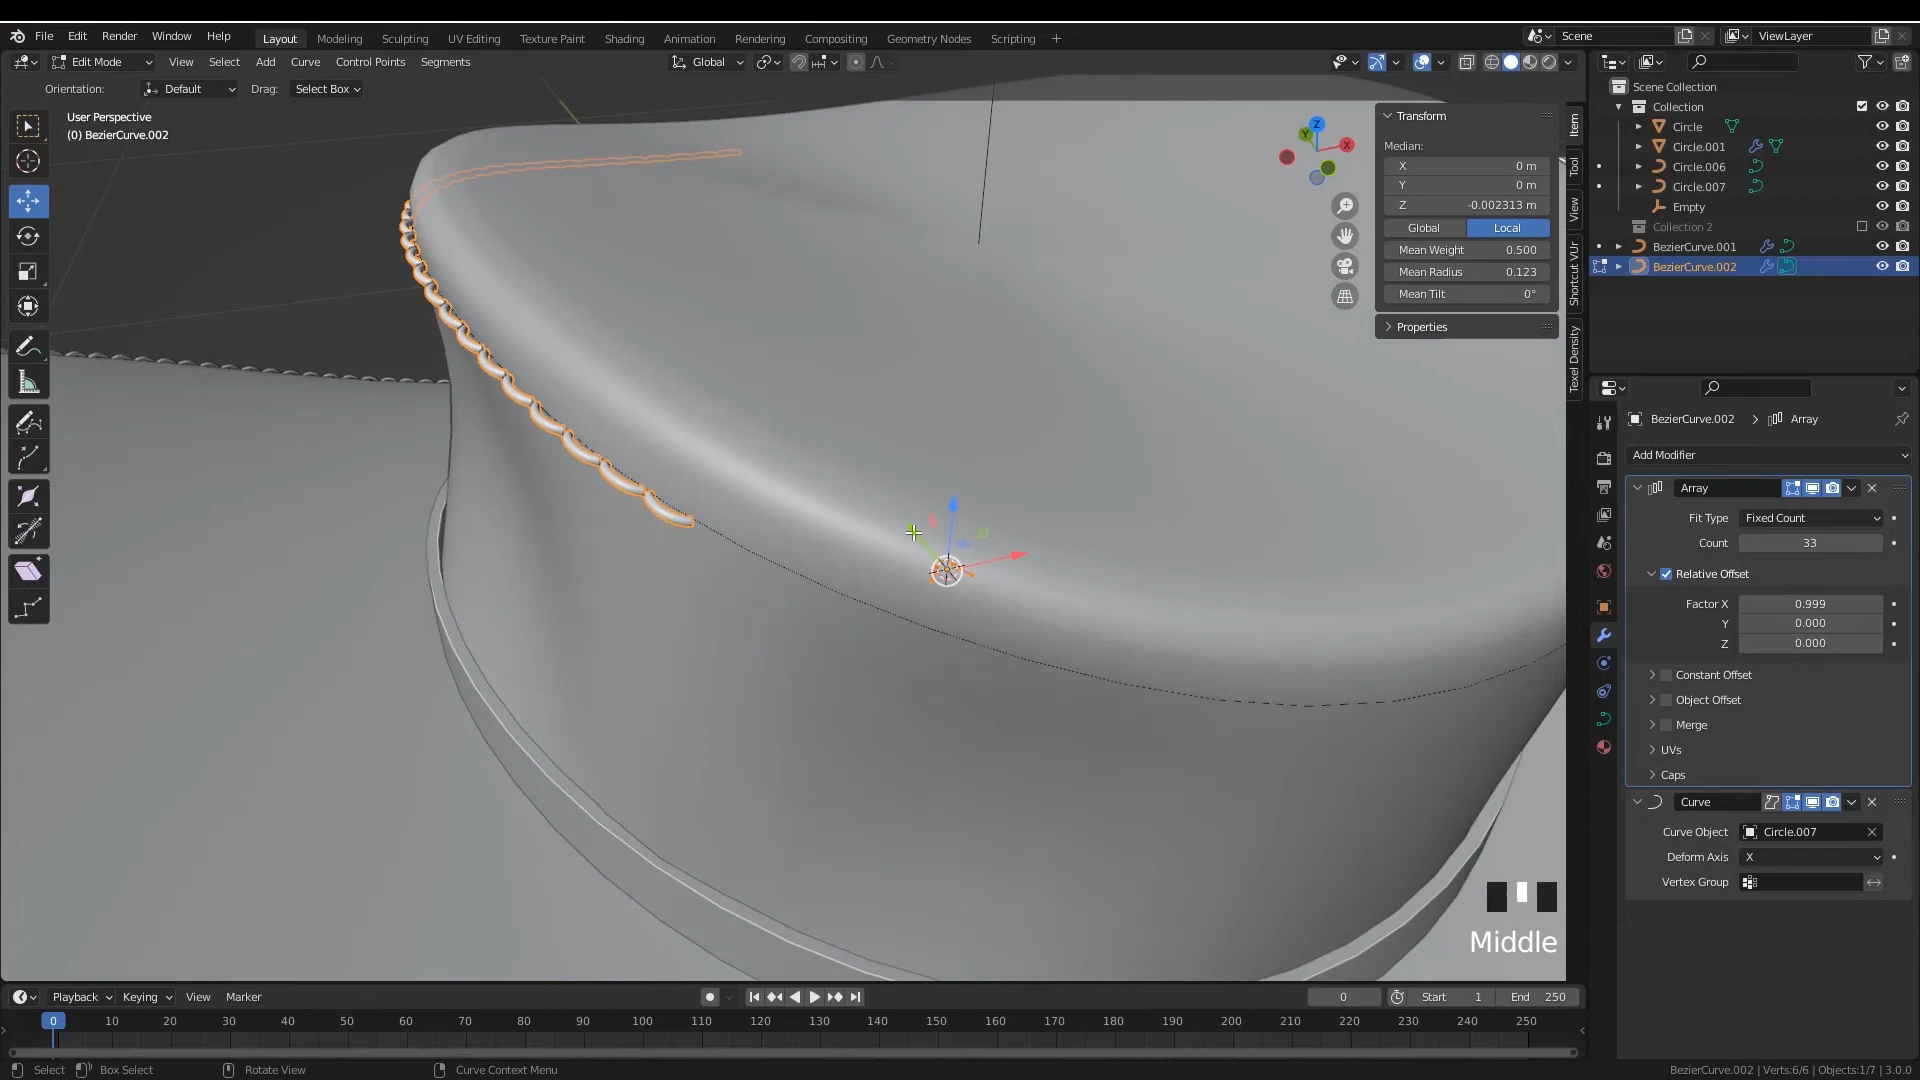 File Edit Render Window Help Layout Modeling Sculpting UV Editing Texture Paint Shading Animation Rendering Compositing Geometry Nodes Scripting + Scene ViewLayer
Edit Mode View Select Add Curve Control Points Segments Global
Orientation: Default Drag: Select Box
User Perspective
(0) BezierCurve.002
Z
Y
X
Transform
Median:
X 0 m
Y 0 m
Z -0.002313 m
Global Local
Mean Weight 0.500
Mean Radius 0.123
Mean Tilt 0°
Properties
Item
Tool
View
Shortcut VUr
Texel Density
Scene Collection
Collection
Circle
Circle.001
Circle.006
Circle.007
Empty
Collection 2
BezierCurve.001
BezierCurve.002
BezierCurve.002 > Array
Add Modifier
Array
Fit Type Fixed Count
Count 33
Relative Offset
Factor X 0.999
Y 0.000
Z 0.000
Constant Offset
Object Offset
Merge
UVs
Caps
Curve
Curve Object Circle.007
Deform Axis X
Vertex Group
Middle
Playback Keying View Marker 0 Start 1 End 250
0 10 20 30 40 50 60 70 80 90 100 110 120 130 140 150 160 170 180 190 200 210 220 230 240 250
Select Box Select Rotate View Curve Context Menu BezierCurve.002 | Verts:6/6 | Objects:1/7 | 3.0.0